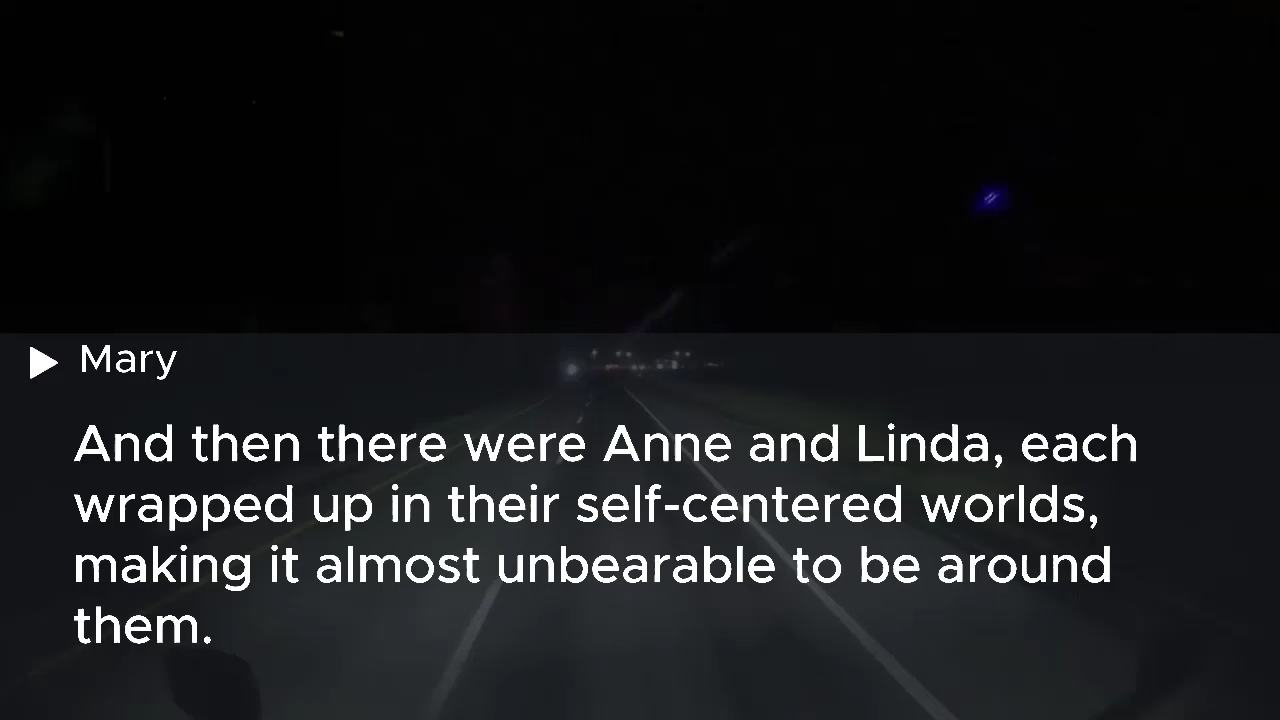 Mary
And then there were Anne and Linda, each
wrapped up in their self-centered worlds,
making it almost unbearable to be around
them.